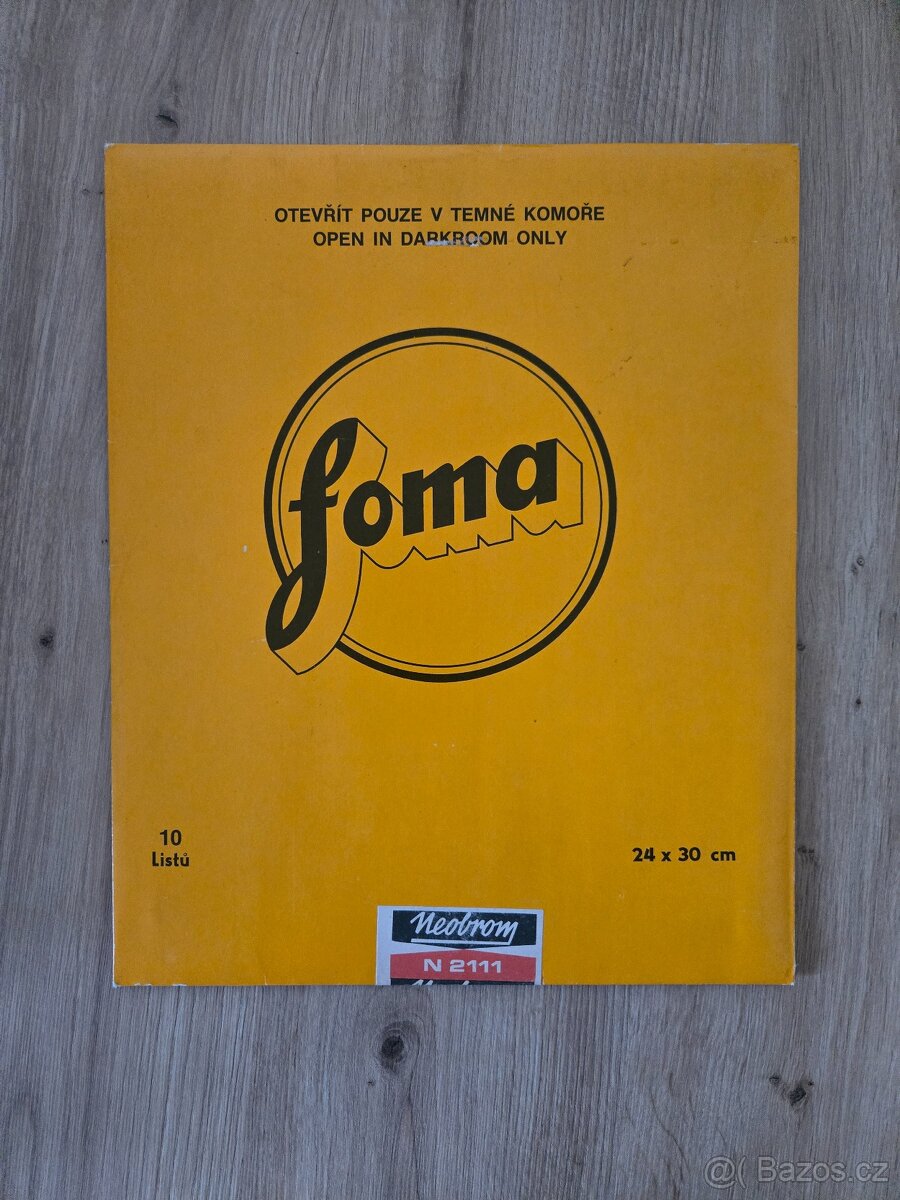 OTEVŘÍT POUZE V TEMNÉ KOMOŘE
OPEN IN DARKROOM ONLY
foma
10
Listů
24 x 30 cm
Neobrom
N 2111
@( Bazos.cz